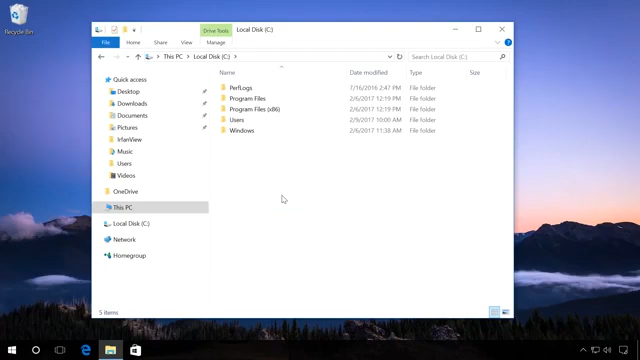 Recycle Bin
Drive Tools
Local Disk (C:)
File
Home
Share
View
Manage
This PC > Local Disk (C:) >
Search Local Disk (C:)
Name
Date modified
Type
Size
Quick access
Desktop
Downloads
Documents
Pictures
IrfanView
Music
Users
Videos
OneDrive
This PC
Local Disk (C:)
Network
Homegroup
PerfLogs 7/16/2016 2:47 PM File folder
Program Files 2/6/2017 12:19 PM File folder
Program Files (x86) 2/6/2017 12:19 PM File folder
Users 2/9/2017 10:00 AM File folder
Windows 2/6/2017 11:38 AM File folder
5 items